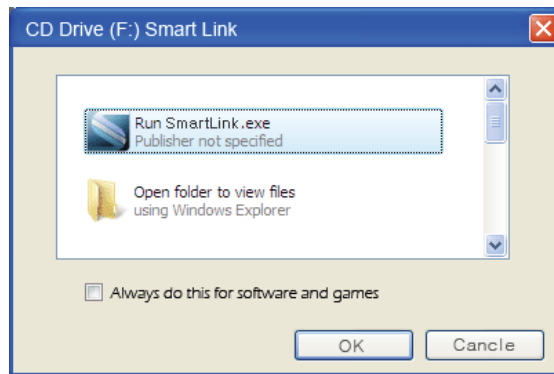 CD Drive (F:) Smart Link
Run SmartLink.exe
Publisher not specified
Open folder to view files
using Windows Explorer
Always do this for software and games
OK
Cancle